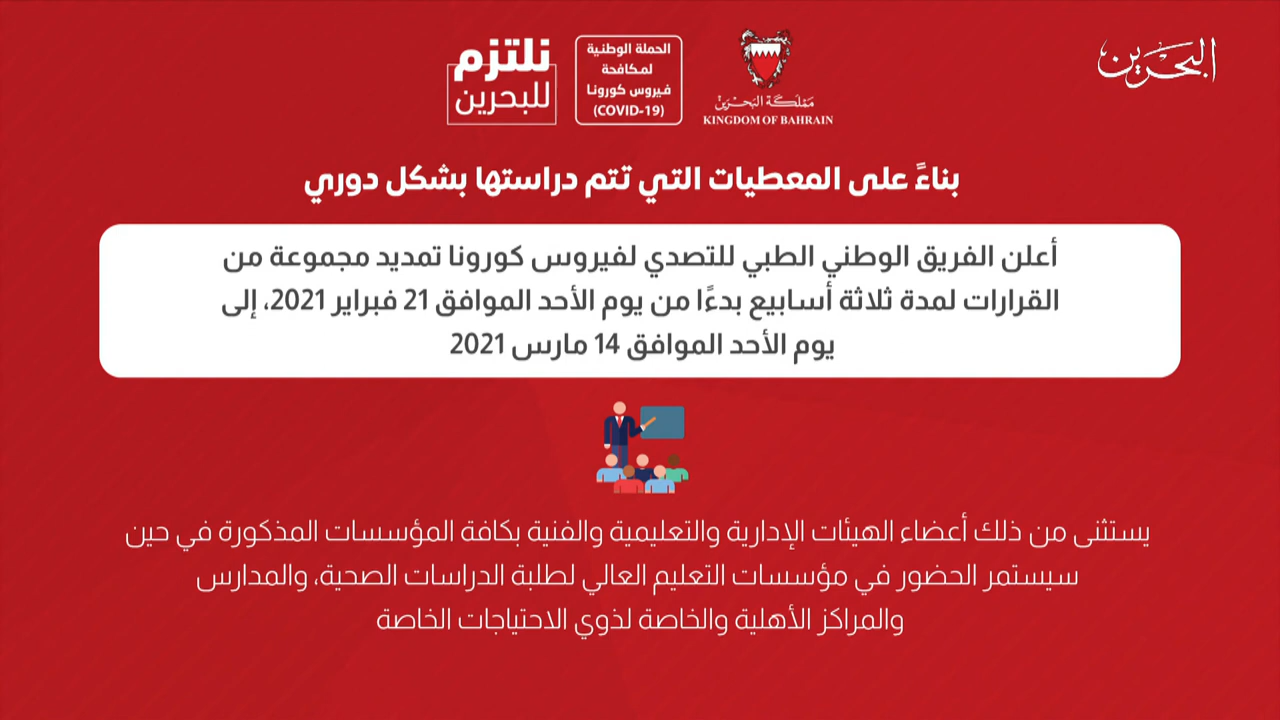 البحرين
مملكة البحرين
KINGDOM OF BAHRAIN
الحملة الوطنية
لمكافحة
فيروس كورونا
(COVID-19)
نلتزم
للبحرين
بناءً على المعطيات التي تتم دراستها بشكل دوري
أعلن الفريق الوطني الطبي للتصدي لفيروس كورونا تمديد مجموعة من
القرارات لمدة ثلاثة أسابيع بدءًا من يوم الأحد الموافق 21 فبراير 2021، إلى
يوم الأحد الموافق 14 مارس 2021
يستثنى من ذلك أعضاء الهيئات الإدارية والتعليمية والفنية بكافة المؤسسات المذكورة في حين
سيستمر الحضور في مؤسسات التعليم العالي لطلبة الدراسات الصحية، والمدارس
والمراكز الأهلية والخاصة لذوي الاحتياجات الخاصة